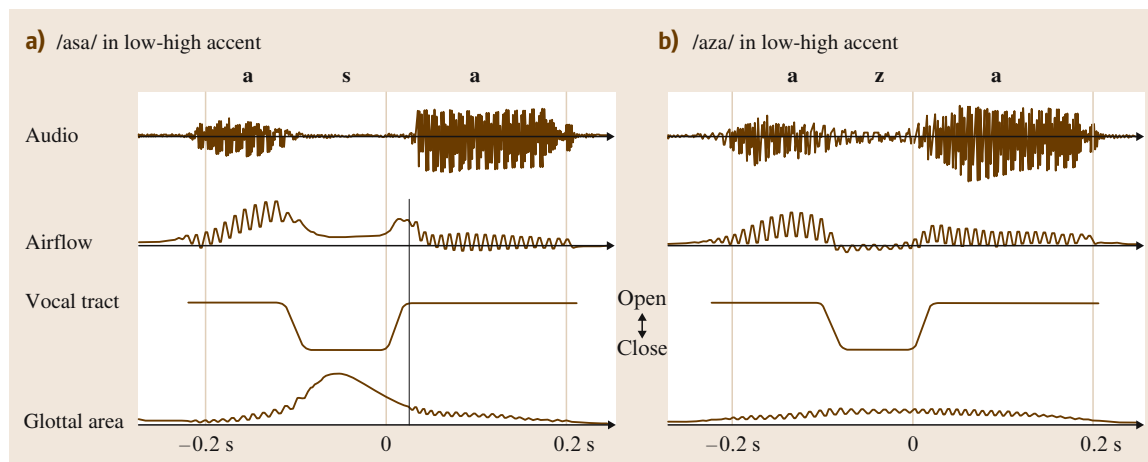 a) /asa/ in low-high accent
a s a
b) /aza/ in low-high accent
a z a
Audio
Airflow
Vocal tract
Open
Close
Glottal area
−0.2 s 0 0.2 s
−0.2 s 0 0.2 s